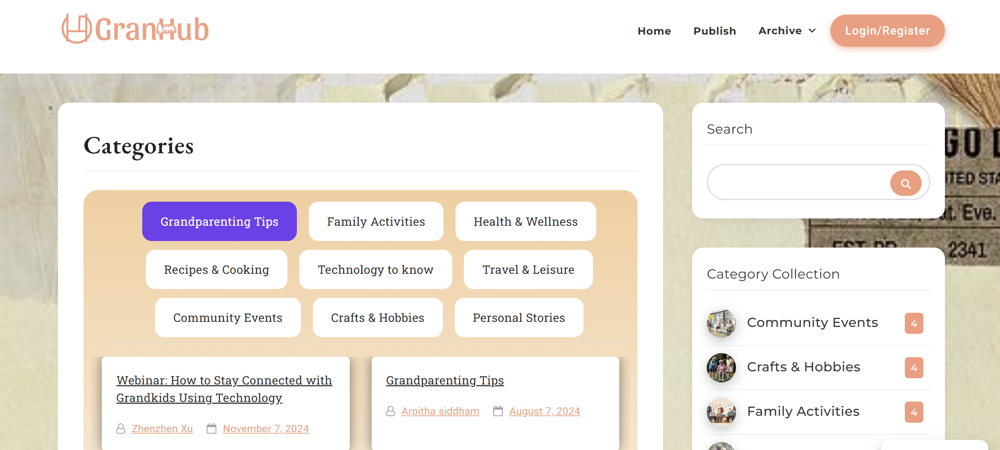 GranHub
Home
Publish
Archive
Login/Register
Categories
Grandparenting Tips
Family Activities
Health & Wellness
Recipes & Cooking
Technology to know
Travel & Leisure
Community Events
Crafts & Hobbies
Personal Stories
Webinar: How to Stay Connected with
Grandkids Using Technology
Zhenzhen Xu
November 7, 2024
Grandparenting Tips
Arpitha siddham
August 7, 2024
Search
GO
ITED STA
t. Eve.
2341
Category Collection
Community Events
4
Crafts & Hobbies
4
Family Activities
4